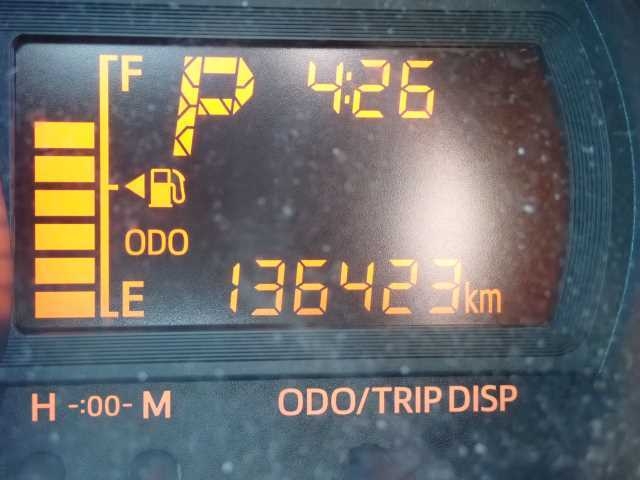 F P 4:26
ODO
E 136423km
H -:00- M ODO/TRIP DISP